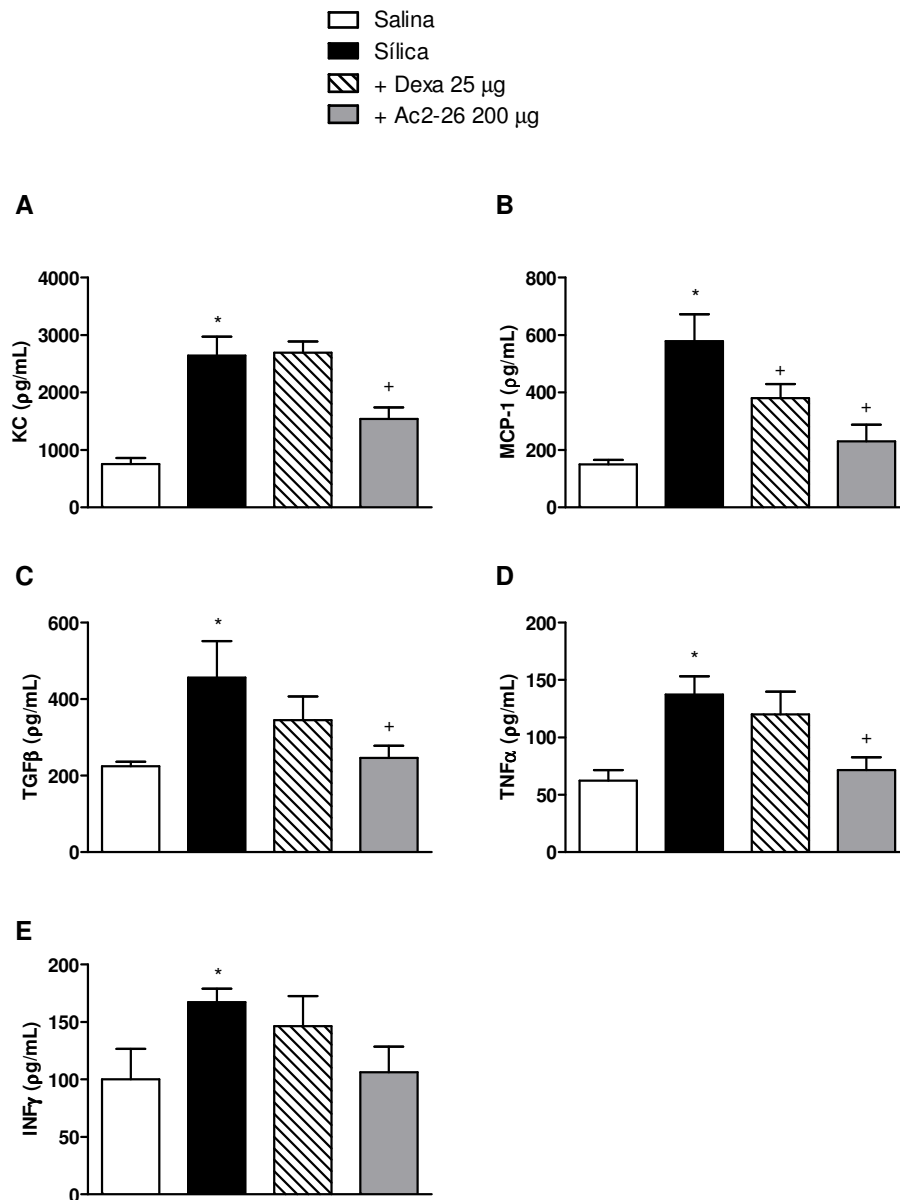 Salina
Sílica
+ Dexa 25 μg
+ Ac2-26 200 μg
A
KC (ρg/mL)
4000
3000
2000
1000
0
*
+
B
MCP-1 (ρg/mL)
800
600
400
200
0
*
+
+
C
TGFβ (ρg/mL)
600
400
200
0
*
+
D
TNFα (ρg/mL)
200
150
100
50
0
*
+
E
INFγ (ρg/mL)
200
150
100
50
0
*